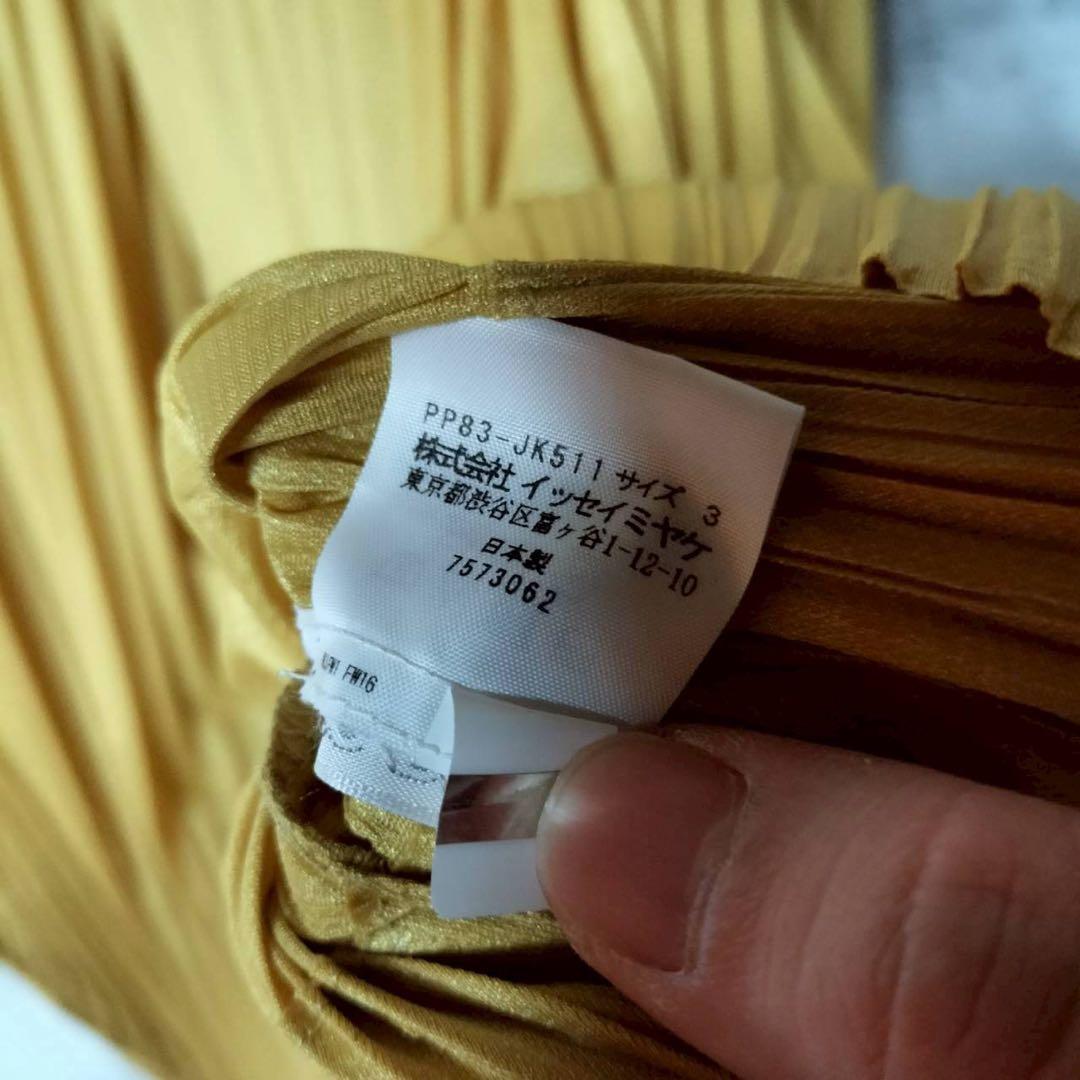 PP83-JK511 サイズ 3
株式会社 イッセイミヤケ
東京都渋谷区富ヶ谷1-12-10
日本製
7573062
FW16